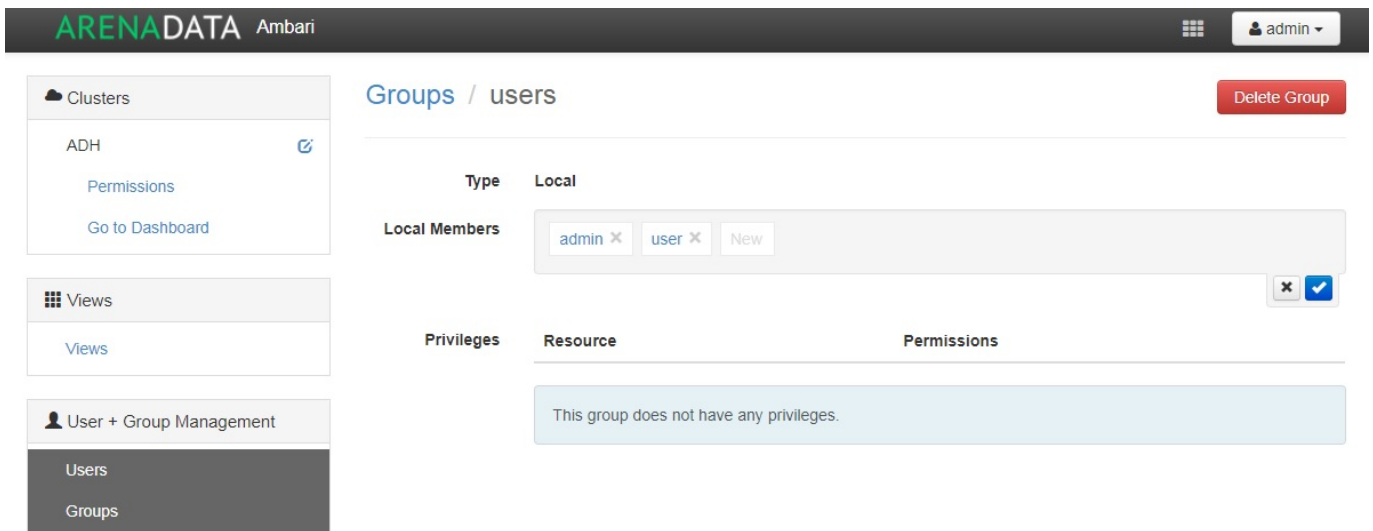 ARENADATA Ambari
admin
Clusters
ADH
Permissions
Go to Dashboard
Views
Views
User + Group Management
Users
Groups
Groups / users
Delete Group
Type Local
Local Members admin user New
Privileges Resource Permissions
This group does not have any privileges.